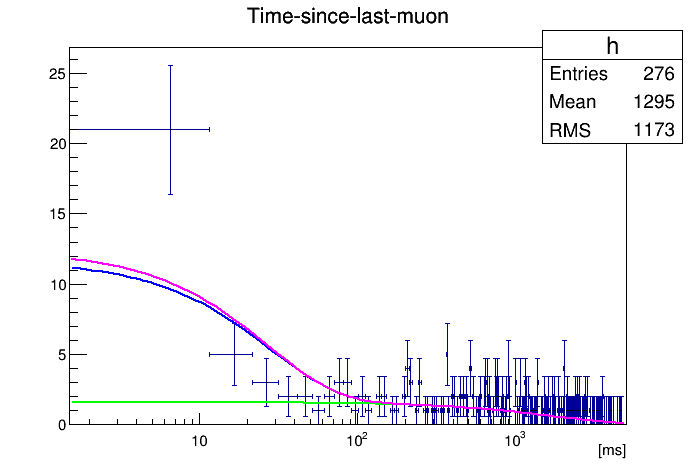 Time-since-last-muon
h
Entries 276
Mean 1295
RMS 1173
25
20
15
10
5
0
10 10² 10³
[ms]